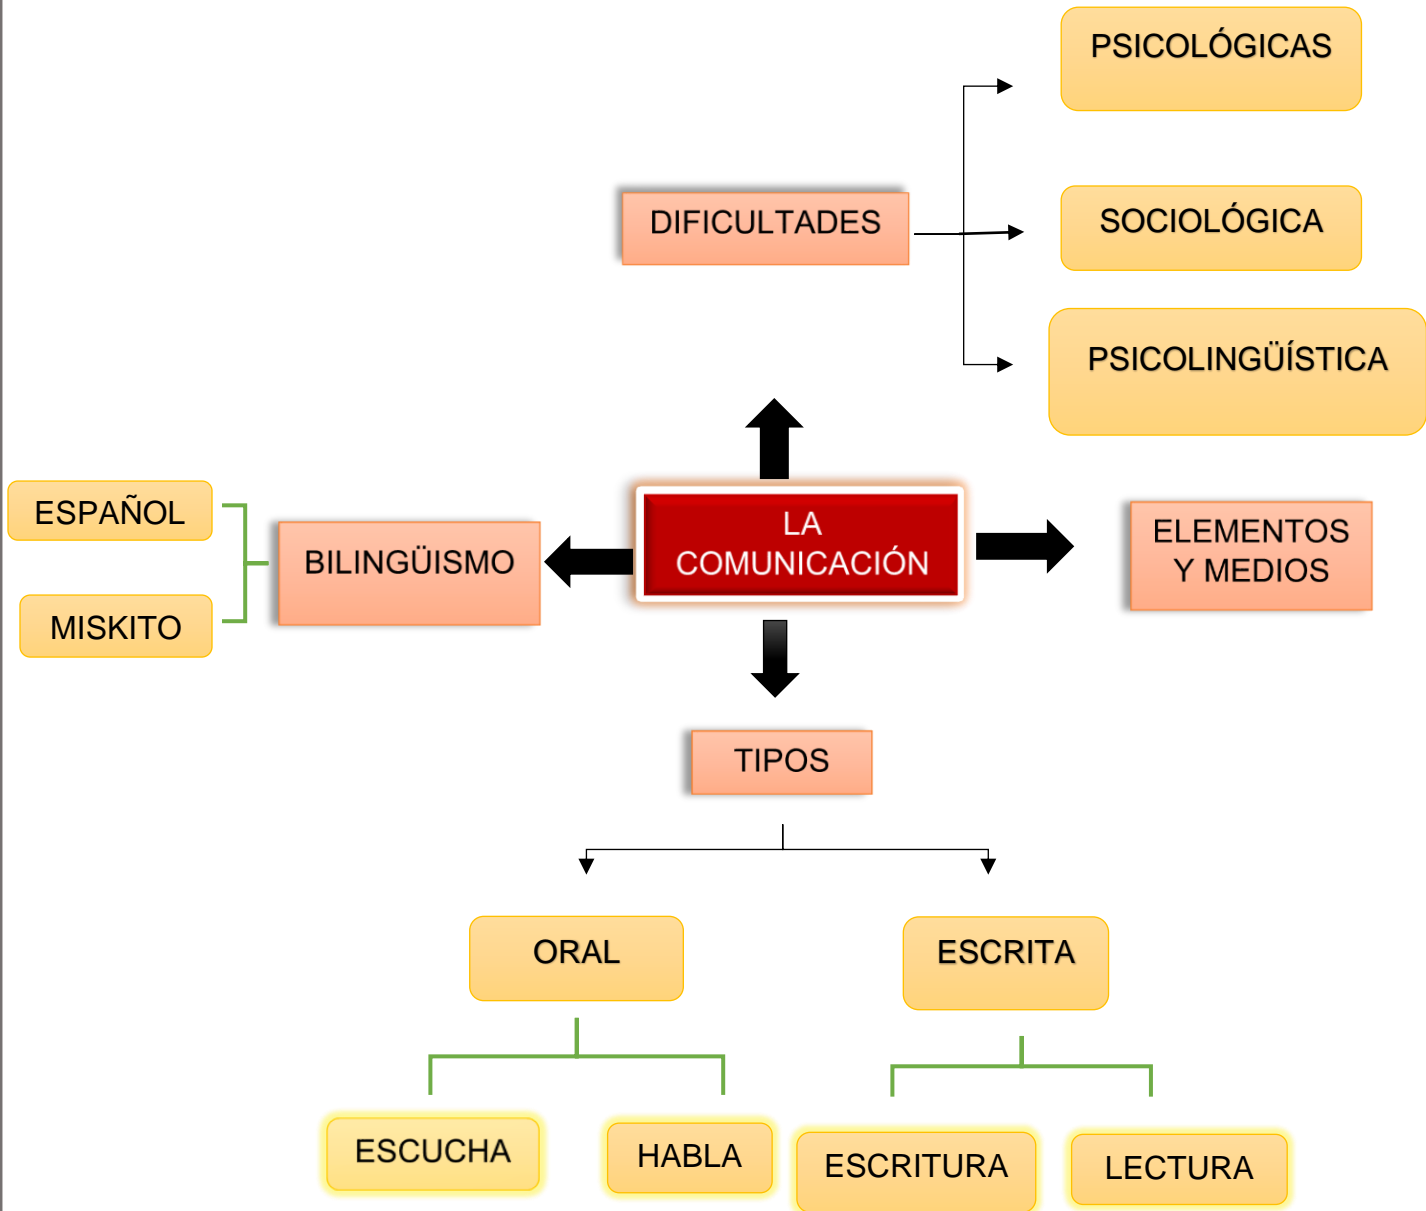 PSICOLÓGICAS
DIFICULTADES
SOCIOLÓGICA
PSICOLINGÜÍSTICA
ESPAÑOL
BILINGÜISMO
MISKITO
LA
COMUNICACIÓN
ELEMENTOS
Y MEDIOS
TIPOS
ORAL
ESCRITA
ESCUCHA
HABLA
ESCRITURA
LECTURA